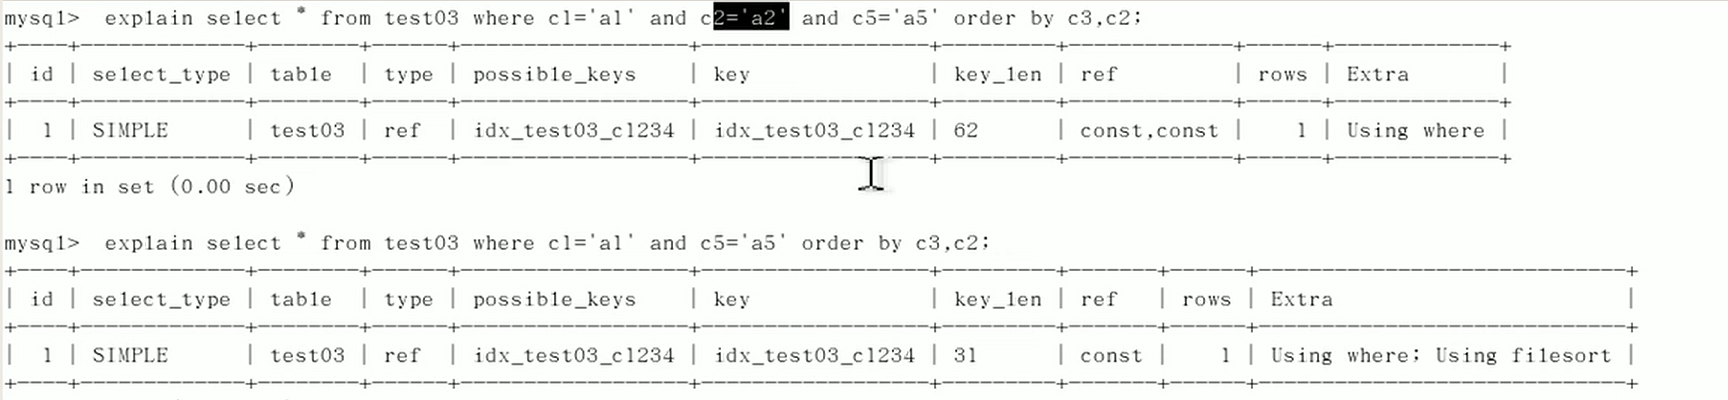 mysql>  explain select * from test03 where c1='a1' and c2='a2' and c5='a5' order by c3,c2;
+----+-------------+--------+------+-----------------+-----------------+---------+-------------+------+-------------+
| id | select_type | table  | type | possible_keys   | key             | key_len | ref         | rows | Extra       |
+----+-------------+--------+------+-----------------+-----------------+---------+-------------+------+-------------+
|  1 | SIMPLE      | test03 | ref  | idx_test03_c1234 | idx_test03_c1234 | 62      | const,const |    1 | Using where |
+----+-------------+--------+------+-----------------+-----------------+---------+-------------+------+-------------+
1 row in set (0.00 sec)
mysql>  explain select * from test03 where c1='a1' and c5='a5' order by c3,c2;
+----+-------------+--------+------+-----------------+-----------------+---------+-------+------+-----------------------------+
| id | select_type | table  | type | possible_keys   | key             | key_len | ref   | rows | Extra                       |
+----+-------------+--------+------+-----------------+-----------------+---------+-------+------+-----------------------------+
|  1 | SIMPLE      | test03 | ref  | idx_test03_c1234 | idx_test03_c1234 | 31      | const |    1 | Using where; Using filesort |
+----+-------------+--------+------+-----------------+-----------------+---------+-------+------+-----------------------------+